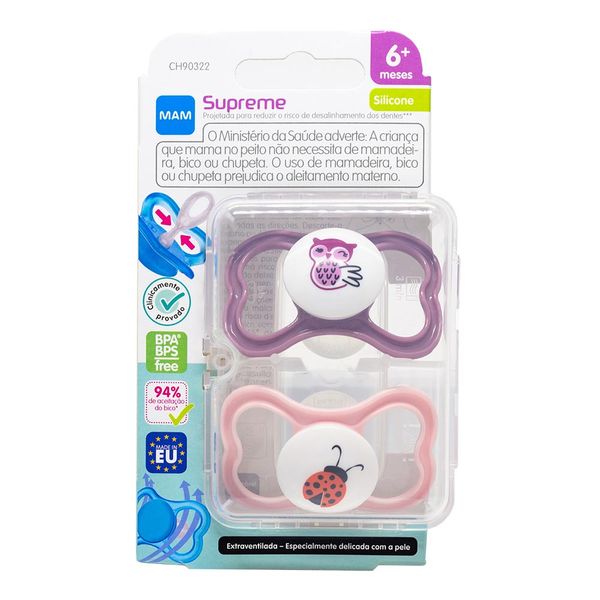 CH90322
6+
meses
MAM
Supreme
Silicone
Projetada para reduzir o risco de desalinhamento dos dentes***
O Ministério da Saúde adverte: A criança
que mama no peito não necessita de mamadei-
ra, bico ou chupeta. O uso de mamadeira, bico
ou chupeta prejudica o aleitamento materno.
Clinicamente
provado
BPA
BPS
free
94%
de aceitação
do bico*
MADE IN
EU
Extraventilada – Especialmente delicada com a pele